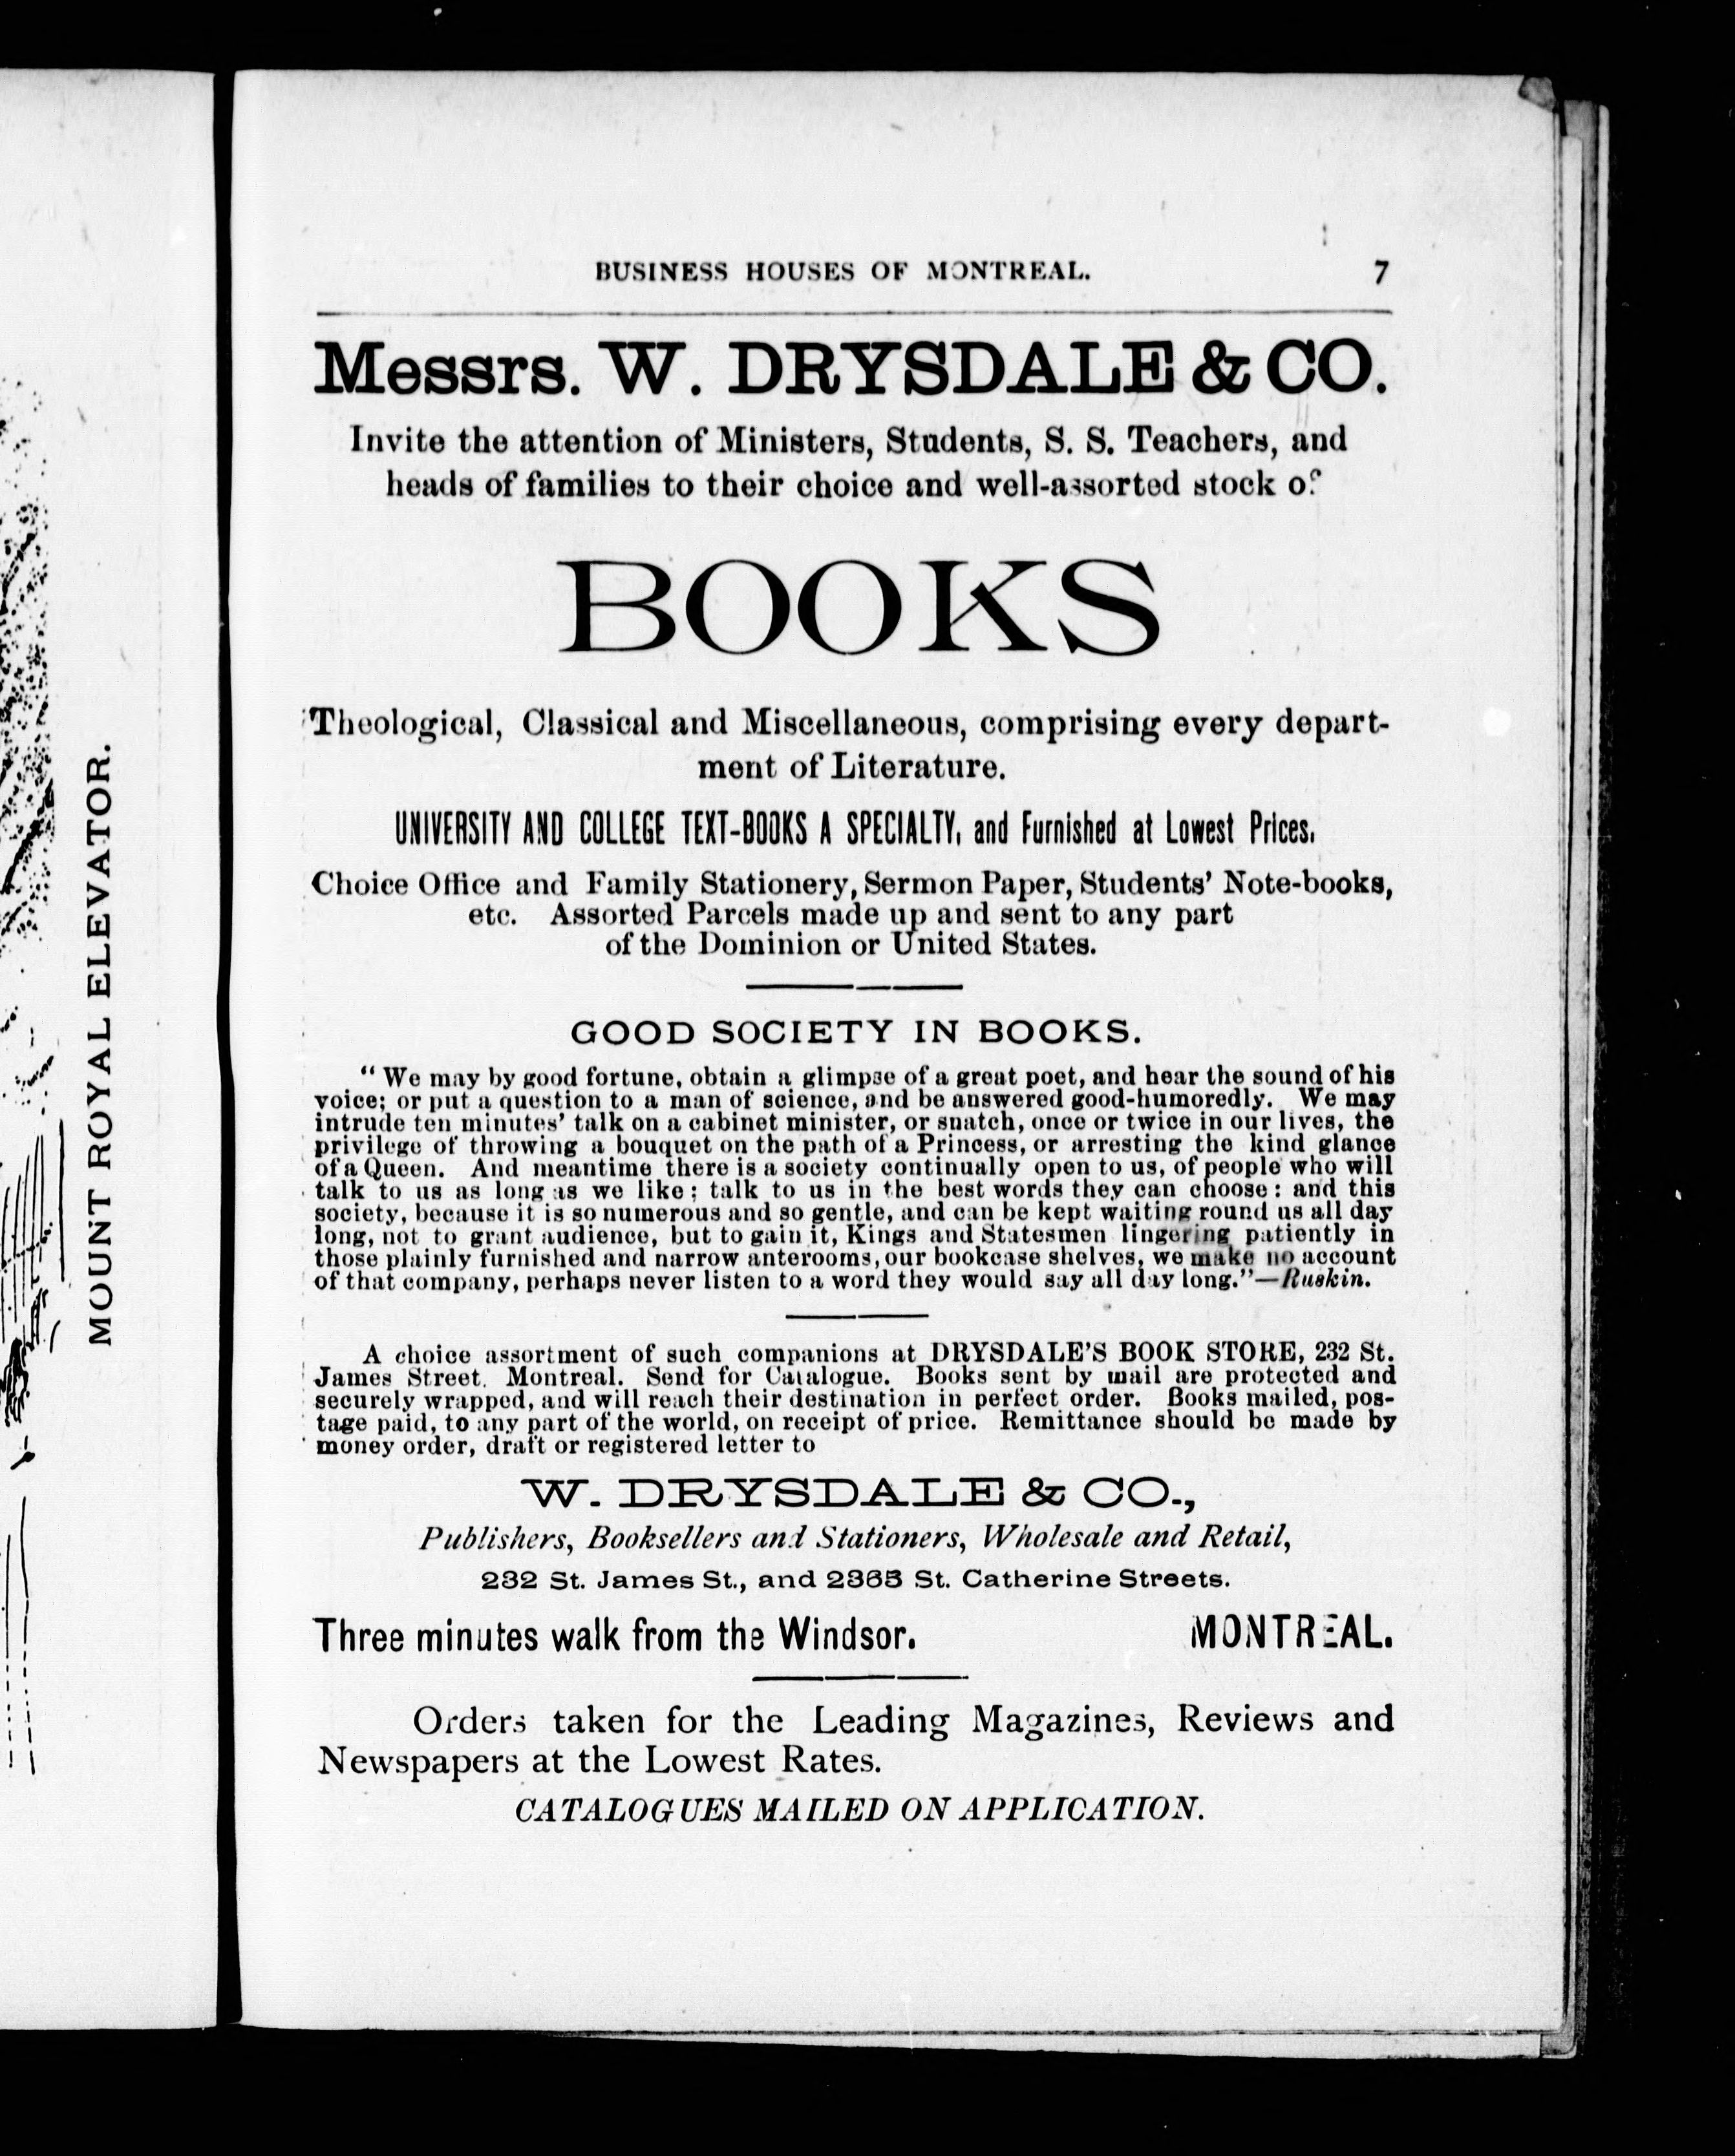 MOUNT ROYAL ELEVATOR.
BUSINESS HOUSES OF MONTREAL. 7
Messrs. W. DRYSDALE & CO.
Invite the attention of Ministers, Students, S. S. Teachers, and
heads of families to their choice and well-assorted stock of
BOOKS
Theological, Classical and Miscellaneous, comprising every depart-
ment of Literature.
UNIVERSITY AND COLLEGE TEXT-BOOKS A SPECIALTY, and Furnished at Lowest Prices.
Choice Office and Family Stationery, Sermon Paper, Students' Note-books,
etc. Assorted Parcels made up and sent to any part
of the Dominion or United States.
GOOD SOCIETY IN BOOKS.
"We may by good fortune, obtain a glimpse of a great poet, and hear the sound of his
voice; or put a question to a man of science, and be answered good-humoredly. We may
intrude ten minutes' talk on a cabinet minister, or snatch, once or twice in our lives, the
privilege of throwing a bouquet on the path of a Princess, or arresting the kind glance
of a Queen. And meantime there is a society continually open to us, of people who will
talk to us as long as we like; talk to us in the best words they can choose: and this
society, because it is so numerous and so gentle, and can be kept waiting round us all day
long, not to grant audience, but to gain it, Kings and Statesmen lingering patiently in
those plainly furnished and narrow anterooms, our bookcase shelves, we make no account
of that company, perhaps never listen to a word they would say all day long."—Ruskin.
A choice assortment of such companions at DRYSDALE'S BOOK STORE, 232 St.
James Street. Montreal. Send for Catalogue. Books sent by mail are protected and
securely wrapped, and will reach their destination in perfect order. Books mailed, pos-
tage paid, to any part of the world, on receipt of price. Remittance should be made by
money order, draft or registered letter to
W. DRYSDALE & CO.,
Publishers, Booksellers and Stationers, Wholesale and Retail,
232 St. James St., and 2365 St. Catherine Streets.
Three minutes walk from the Windsor. MONTREAL.
Orders taken for the Leading Magazines, Reviews and
Newspapers at the Lowest Rates.
CATALOGUES MAILED ON APPLICATION.